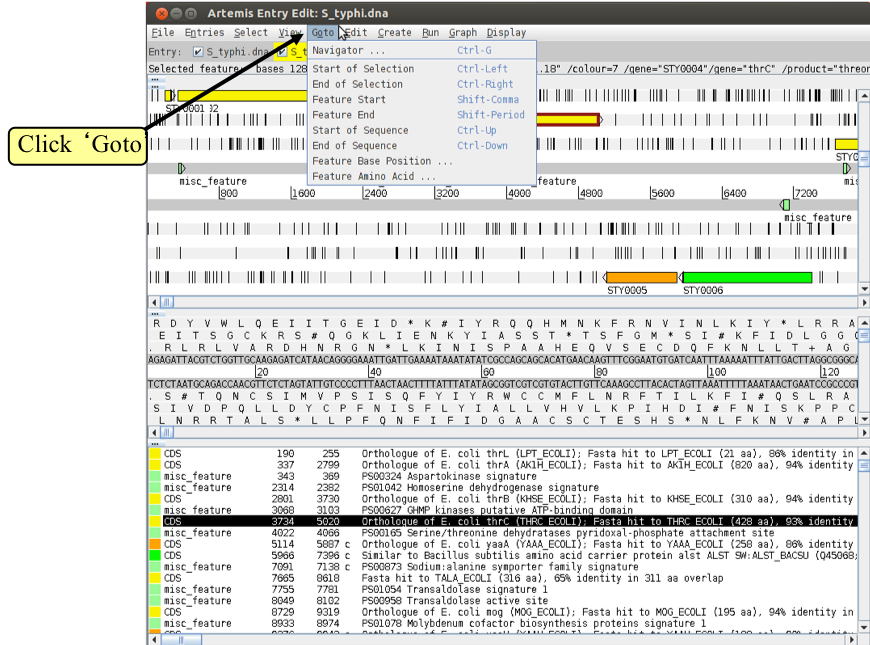 Artemis Entry Edit: S_typhi.dna
File Entries Select View Goto Edit Create Run Graph Display
Entry: S_typhi.dna S_t
Selected feature: bases 128 .18" /colour=7 /gene="STY0004"/gene="thrC" /product="threor
Navigator ... Ctrl-G
Start of Selection Ctrl-Left
End of Selection Ctrl-Right
Feature Start Shift-Comma
Feature End Shift-Period
Start of Sequence Ctrl-Up
End of Sequence Ctrl-Down
Feature Base Position ...
Feature Amino Acid ...
Click ‘Goto
STY0001
misc_feature feature
800 1600 2400 3200 4000 4800 5600 6400 7200
misc_feature
STY0005 STY0006
R D Y V W L Q E I I T G E I D * K # I Y R Q Q H M N K F R N V I N L K I Y * L R R A
E I T S G C K R S # Q G K L I E N K Y I A S S T * T S F G M * S I # K F I D L G G
. R L R L V A R D H N R G N * L K I N I S P A A H E Q V S E C D Q F K N L L T + A G
AGAGATTACGTCTGGTTGCAAGAGATCATAACAGGGGAAATTGATTGAAAATAAATATATCGCCAGCAGCACATGAACAAGTTTCGGAATGTGATCAATTTAAAAATTTATTGACTTAGGCGGGCA
20 40 60 80 100 120
TCTCTAATGCAGACCAACGTTCTCTAGTATTGTCCCCTTTAACTAACTTTTATTTATATAGCGGTCGTCGTGTACTTGTTCAAAGCCTTACACTAGTTAAATTTTTAAATAACTGAATCCGCCCGT
. S # T Q N C S I M V P S I S Q F Y I Y R W C C M F L N R F T I L K F I # Q S L R A
S I V D P Q L L D Y C P F N I S F L Y I A L L V H V L K P I H D I # F N I S K P P C
L N R R T A L S * L L P F Q N F I F I D G A A C S C T E S H S * N L F K N V # A P L
CDS 190 255 Orthologue of E. coli thrL (LPT_ECOLI); Fasta hit to LPT_ECOLI (21 aa), 86% identity in
CDS 337 2799 Orthologue of E. coli thrA (AK1H_ECOLI); Fasta hit to AK1H_ECOLI (820 aa), 94% identity
misc_feature 343 369 PS00324 Aspartokinase signature
misc_feature 2314 2382 PS01042 Homoserine dehydrogenase signature
CDS 2801 3730 Orthologue of E. coli thrB (KHSE_ECOLI); Fasta hit to KHSE_ECOLI (310 aa), 94% identity
misc_feature 3068 3103 PS00627 GHMP kinases putative ATP-binding domain
CDS 3734 5020 Orthologue of E. coli thrC (THRC_ECOLI); Fasta hit to THRC_ECOLI (428 aa), 93% identity
misc_feature 4022 4066 PS00165 Serine/threonine dehydratases pyridoxal-phosphate attachment site
CDS 5114 5887 c Orthologue of E. coli yaaA (YAAA_ECOLI); Fasta hit to YAAA_ECOLI (258 aa), 86% identity
CDS 5966 7396 c Similar to Bacillus subtilis amino acid carrier protein alst SW:ALST_BACSU (Q45068;
misc_feature 7091 7138 c PS00873 Sodium:alanine symporter family signature
CDS 7665 8618 Fasta hit to TALA_ECOLI (316 aa), 65% identity in 311 aa overlap
misc_feature 7755 7781 PS01054 Transaldolase signature 1
misc_feature 8049 8102 PS00958 Transaldolase active site
CDS 8729 9319 Orthologue of E. coli mog (MOG_ECOLI); Fasta hit to MOG_ECOLI (195 aa), 94% identity in
misc_feature 8933 8974 PS01078 Molybdenum cofactor biosynthesis proteins signature 1